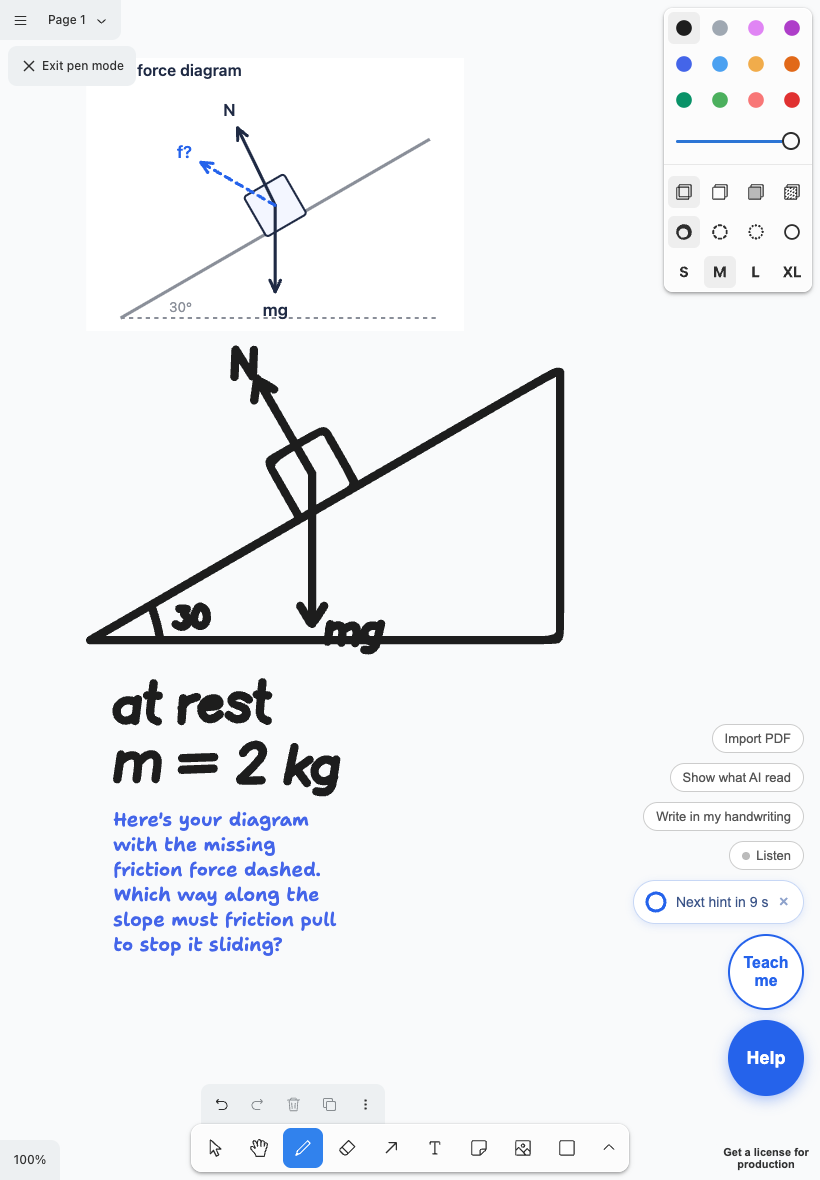 Page 1
Exit pen mode
force diagram
N
f?
30°
mg
N
30
mg
at rest
m = 2 kg
Here's your diagram
with the missing
friction force dashed.
Which way along the
slope must friction pull
to stop it sliding?
S M L XL
Import PDF
Show what AI read
Write in my handwriting
Listen
Next hint in 9 s
Teach
me
Help
100%
T
Get a license for
production